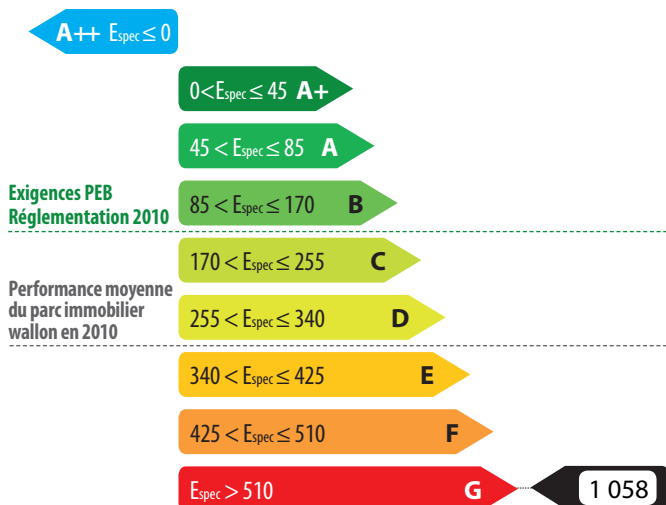 A++ Espec ≤ 0
0<Espec ≤ 45 A+
45 < Espec ≤ 85 A
Exigences PEB
Réglementation 2010
85 < Espec ≤ 170 B
170 < Espec ≤ 255 C
Performance moyenne
du parc immobilier
wallon en 2010
255 < Espec ≤ 340 D
340 < Espec ≤ 425 E
425 < Espec ≤ 510 F
Espec > 510 G
1 058